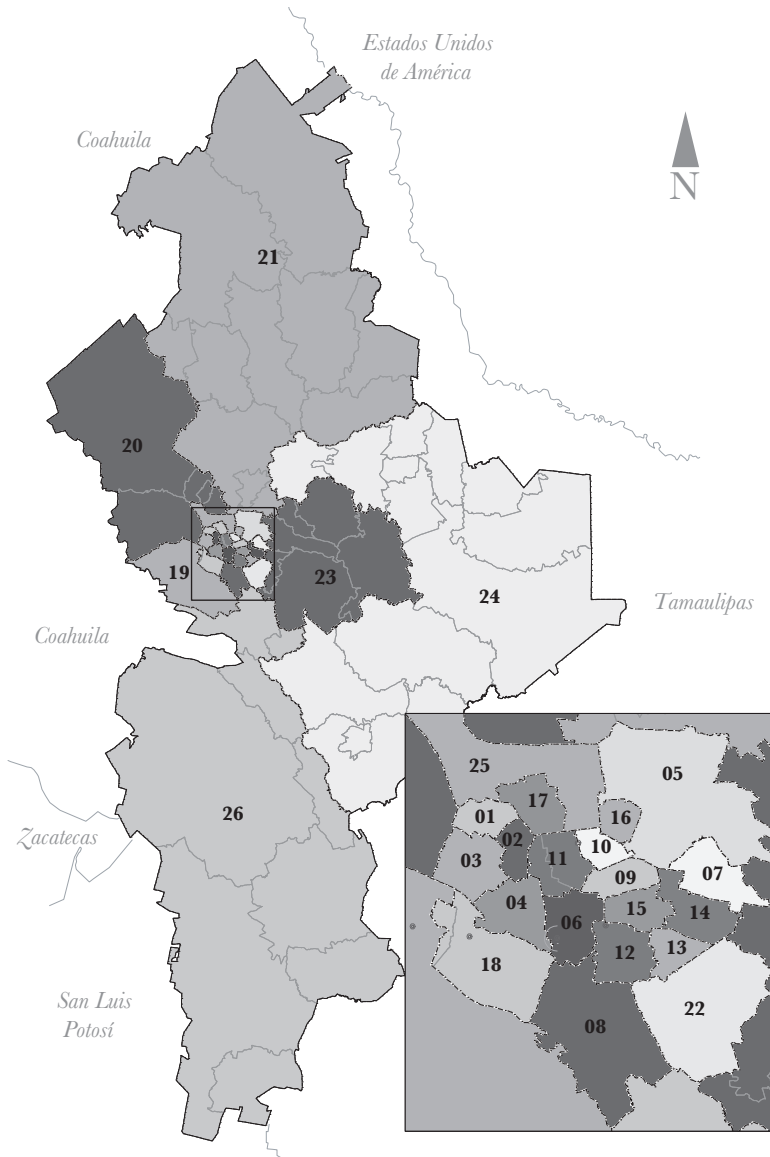 Estados Unidos
de América
Coahuila
N
21
20
19
23
24
Tamaulipas
Coahuila
26
Zacatecas
San Luis
Potosí
25
05
17
01
16
02
10
03
11
07
09
04
15
14
06
12
13
18
22
08